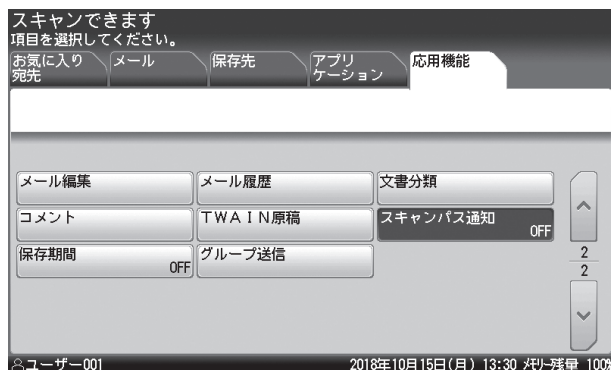 スキャンできます
項目を選択してください。
お気に入り
宛先
メール
保存先
アプリ
ケーション
応用機能
メール編集
メール履歴
文書分類
コメント
TWAIN原稿
スキャンパス通知
OFF
保存期間
OFF
グループ送信
2
2
ユーザー001
2018年10月15日(月) 13:30 メモリー残量 100%